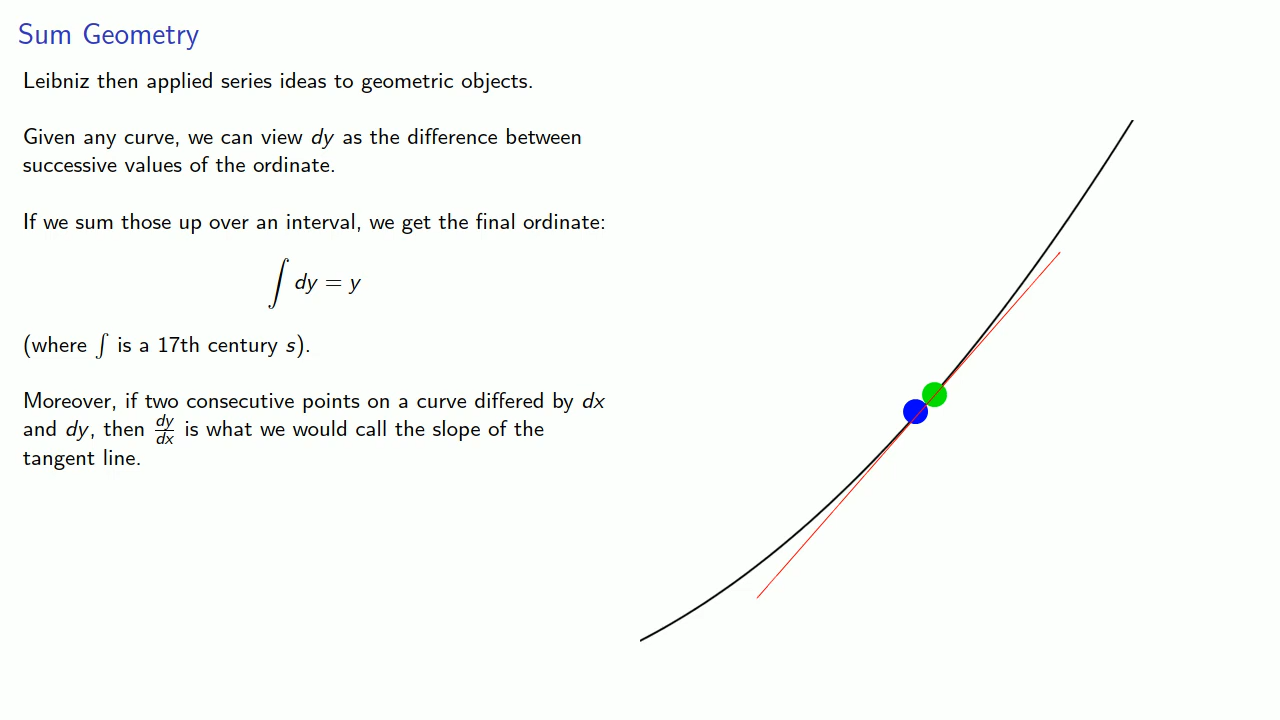 Sum Geometry
Leibniz then applied series ideas to geometric objects.
Given any curve, we can view dy as the difference between
successive values of the ordinate.
If we sum those up over an interval, we get the final ordinate:
∫ dy = y
(where ∫ is a 17th century s).
Moreover, if two consecutive points on a curve differed by dx
and dy, then dy/dx is what we would call the slope of the
tangent line.